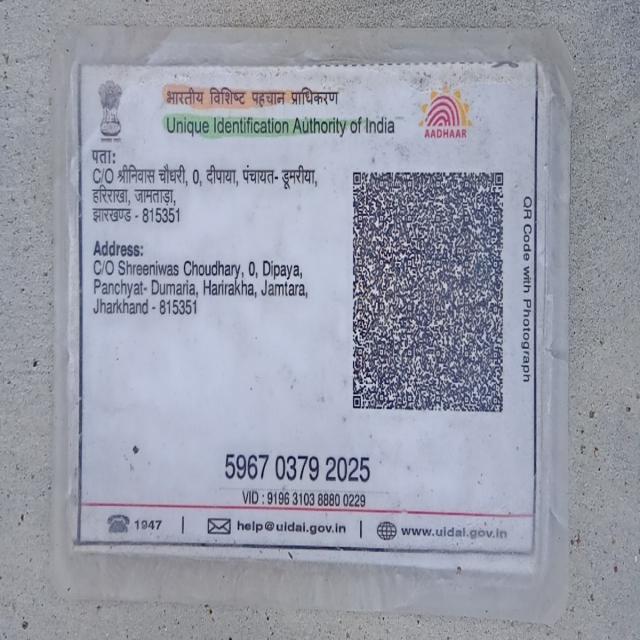 भारतीय विशिष्ट पहचान प्राधिकरण
Unique Identification Authority of India
AADHAAR
पता:
C/O श्रीनिवास चौधरी, 0, दीपाया, पंचायत- डूमरीया,
हरिराखा, जामताड़ा,
झारखण्ड - 815351
Address:
C/O Shreeniwas Choudhary, 0, Dipaya,
Panchyat- Dumaria, Harirakha, Jamtara,
Jharkhand - 815351
QR Code with Photograph
5967 0379 2025
VID : 9196 3103 8880 0229
1947 | help@uidai.gov.in | www.uidai.gov.in